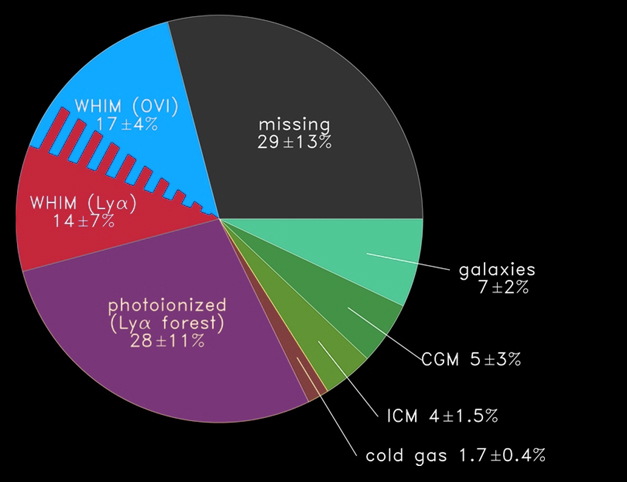 missing
29±13%
WHIM (OVI)
17±4%
WHIM (Lyα)
14±7%
photoionized
(Lyα forest)
28±11%
galaxies
7±2%
CGM 5±3%
ICM 4±1.5%
cold gas 1.7±0.4%